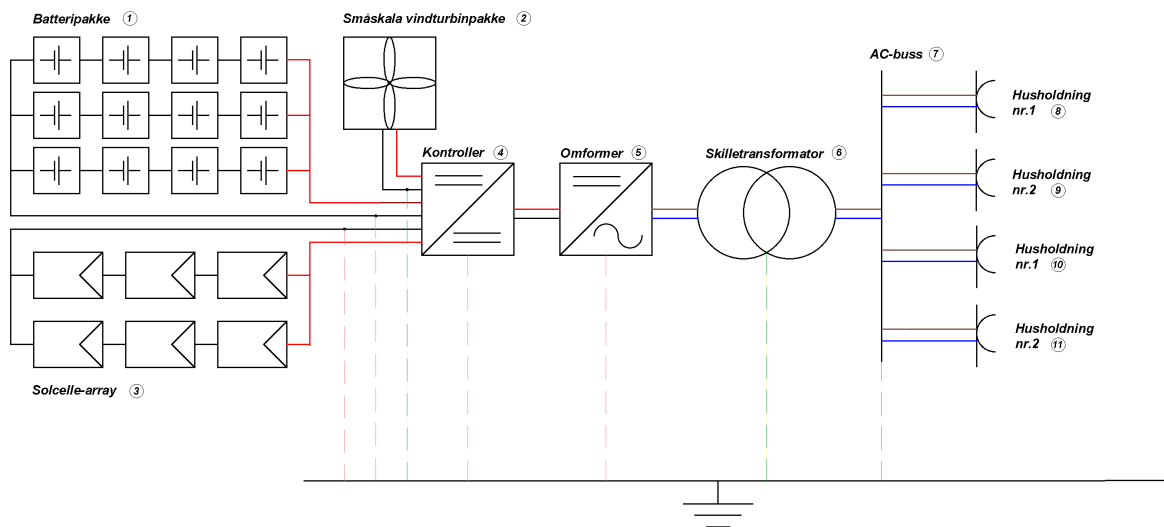 Batteripakke 1
Småskala vindturbinpakke 2
AC-buss 7
Husholdning
nr.1 8
Kontroller 4
Omformer 5
Skilletransformator 6
Husholdning
nr.2 9
Husholdning
nr.1 10
Husholdning
nr.2 11
Solcelle-array 3